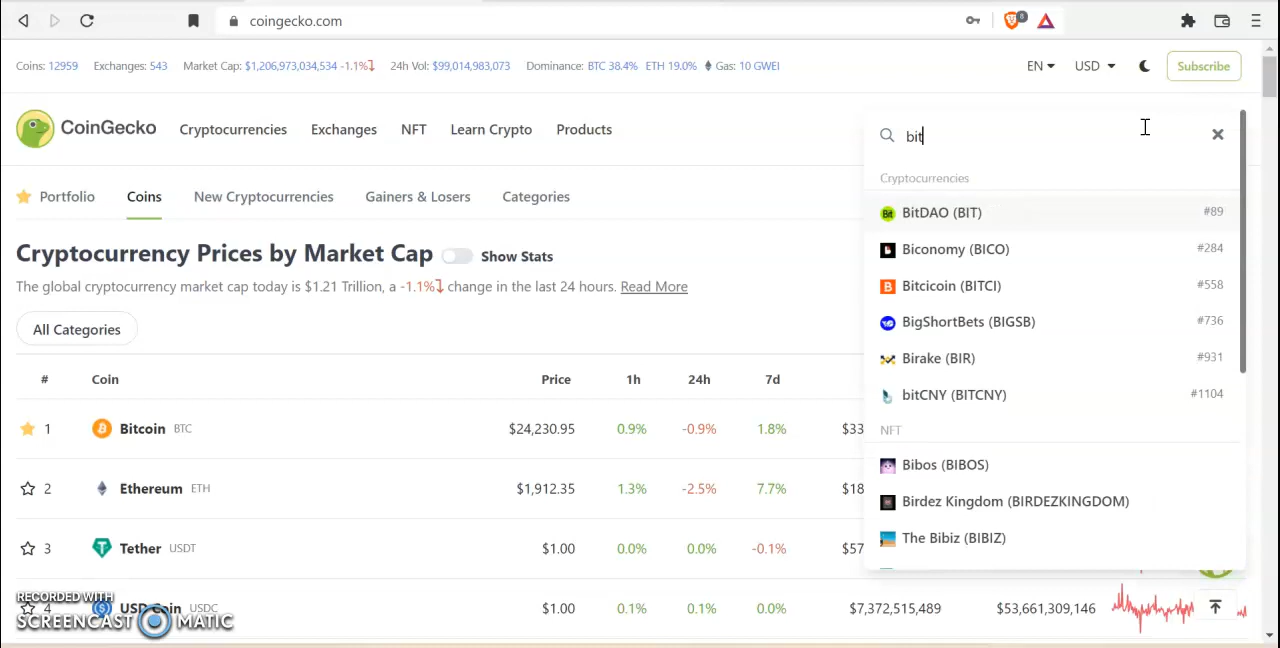 coingecko.com
8
Coins: 12959 Exchanges: 543 Market Cap: $1,206,973,034,534 -1.1% 24h Vol: $99,014,983,073 Dominance: BTC 38.4% ETH 19.0% Gas: 10 GWEI EN USD Subscribe
CoinGecko Cryptocurrencies Exchanges NFT Learn Crypto Products
bit
Cryptocurrencies
BitDAO (BIT) #89
Biconomy (BICO) #284
Bitcicoin (BITCI) #558
BigShortBets (BIGSB) #736
Birake (BIR) #931
bitCNY (BITCNY) #1104
NFT
Bibos (BIBOS)
Birdez Kingdom (BIRDEZKINGDOM)
The Bibiz (BIBIZ)
Portfolio Coins New Cryptocurrencies Gainers & Losers Categories
Cryptocurrency Prices by Market Cap Show Stats
The global cryptocurrency market cap today is $1.21 Trillion, a -1.1% change in the last 24 hours. Read More
All Categories
# Coin Price 1h 24h 7d
1 Bitcoin BTC $24,230.95 0.9% -0.9% 1.8% $33
2 Ethereum ETH $1,912.35 1.3% -2.5% 7.7% $18
3 Tether USDT $1.00 0.0% 0.0% -0.1% $57
4 USD Coin USDC $1.00 0.1% 0.1% 0.0% $7,372,515,489 $53,661,309,146
RECORDED WITH
SCREENCAST MATIC